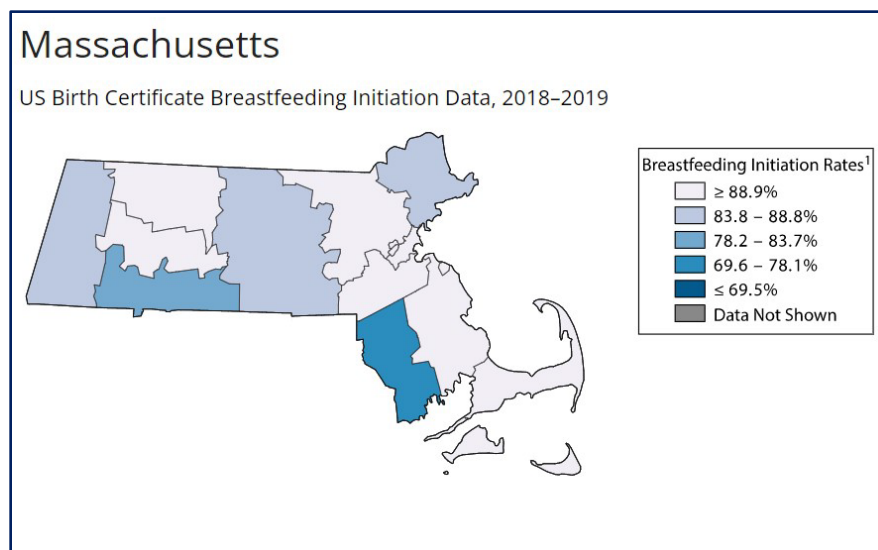 Massachusetts
US Birth Certificate Breastfeeding Initiation Data, 2018–2019
Breastfeeding Initiation Rates¹
≥ 88.9%
83.8 – 88.8%
78.2 – 83.7%
69.6 – 78.1%
≤ 69.5%
Data Not Shown